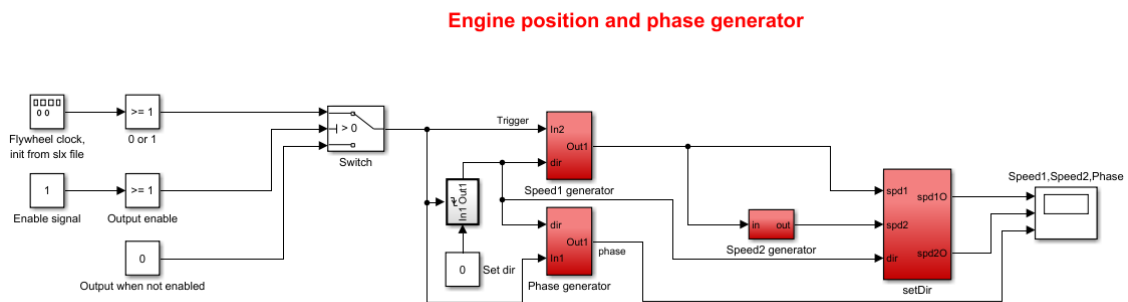 Engine position and phase generator
0 0
Flywheel clock,
init from slx file
>= 1
0 or 1
> 0
Switch
1
Enable signal
>= 1
Output enable
0
Output when not enabled
Trigger
In2
dir
Out1
Speed1 generator
In1 Out1
0
Set dir
dir
In1
Out1
phase
Phase generator
in out
Speed2 generator
spd1
spd2
dir
spd1O
spd2O
setDir
Speed1,Speed2,Phase